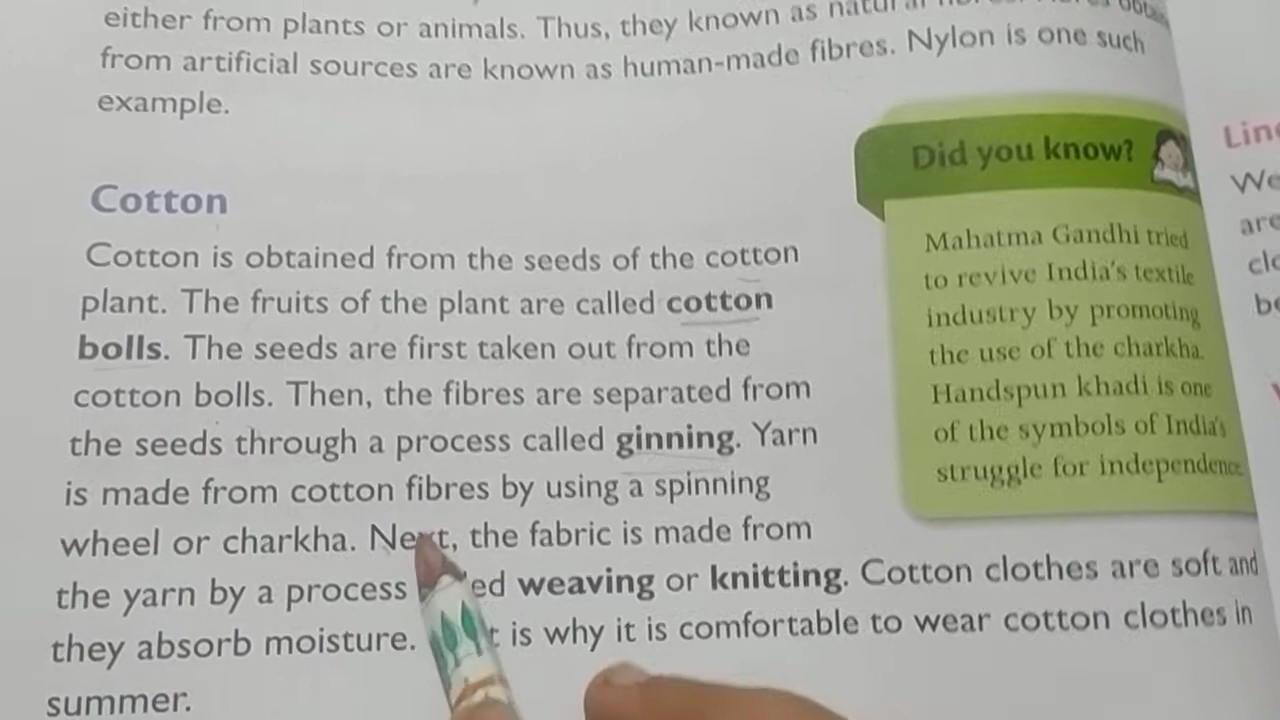 either from plants or animals. Thus, they known as natural
from artificial sources are known as human-made fibres. Nylon is one such
example.
Cotton
Cotton is obtained from the seeds of the cotton
plant. The fruits of the plant are called cotton
bolls. The seeds are first taken out from the
cotton bolls. Then, the fibres are separated from
the seeds through a process called ginning. Yarn
is made from cotton fibres by using a spinning
wheel or charkha. Next, the fabric is made from
the yarn by a process ed weaving or knitting. Cotton clothes are soft and
they absorb moisture. t is why it is comfortable to wear cotton clothes in
summer.
Did you know?
Mahatma Gandhi tried
to revive India's textile
industry by promoting
the use of the charkha.
Handspun khadi is one
of the symbols of India's
struggle for independence
We
are